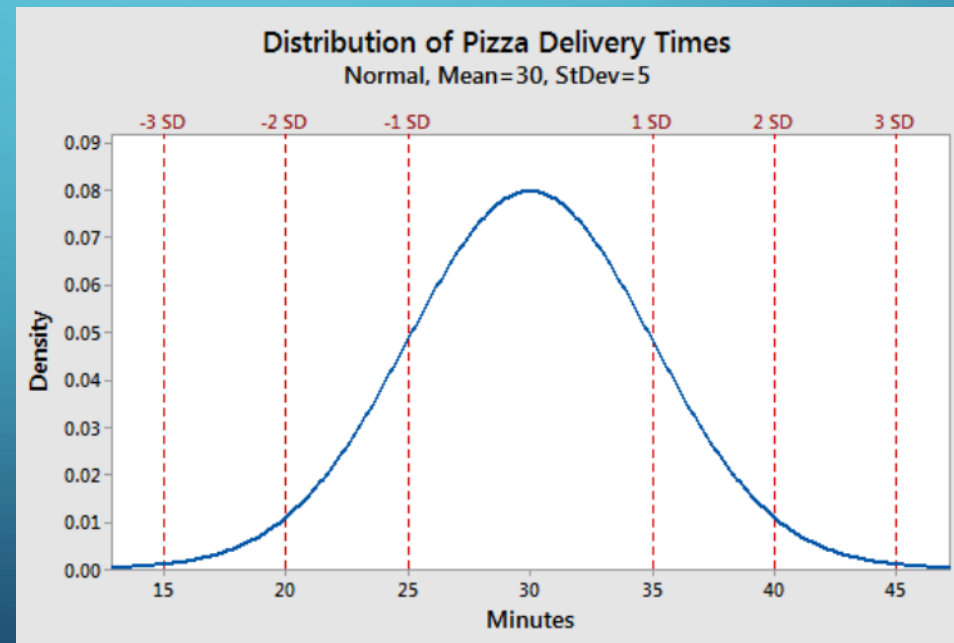 Distribution of Pizza Delivery Times
Normal, Mean=30, StDev=5
-3 SD -2 SD -1 SD 1 SD 2 SD 3 SD
0.09
0.08
0.07
0.06
0.05
0.04
0.03
0.02
0.01
0.00
Density
15 20 25 30 35 40 45
Minutes